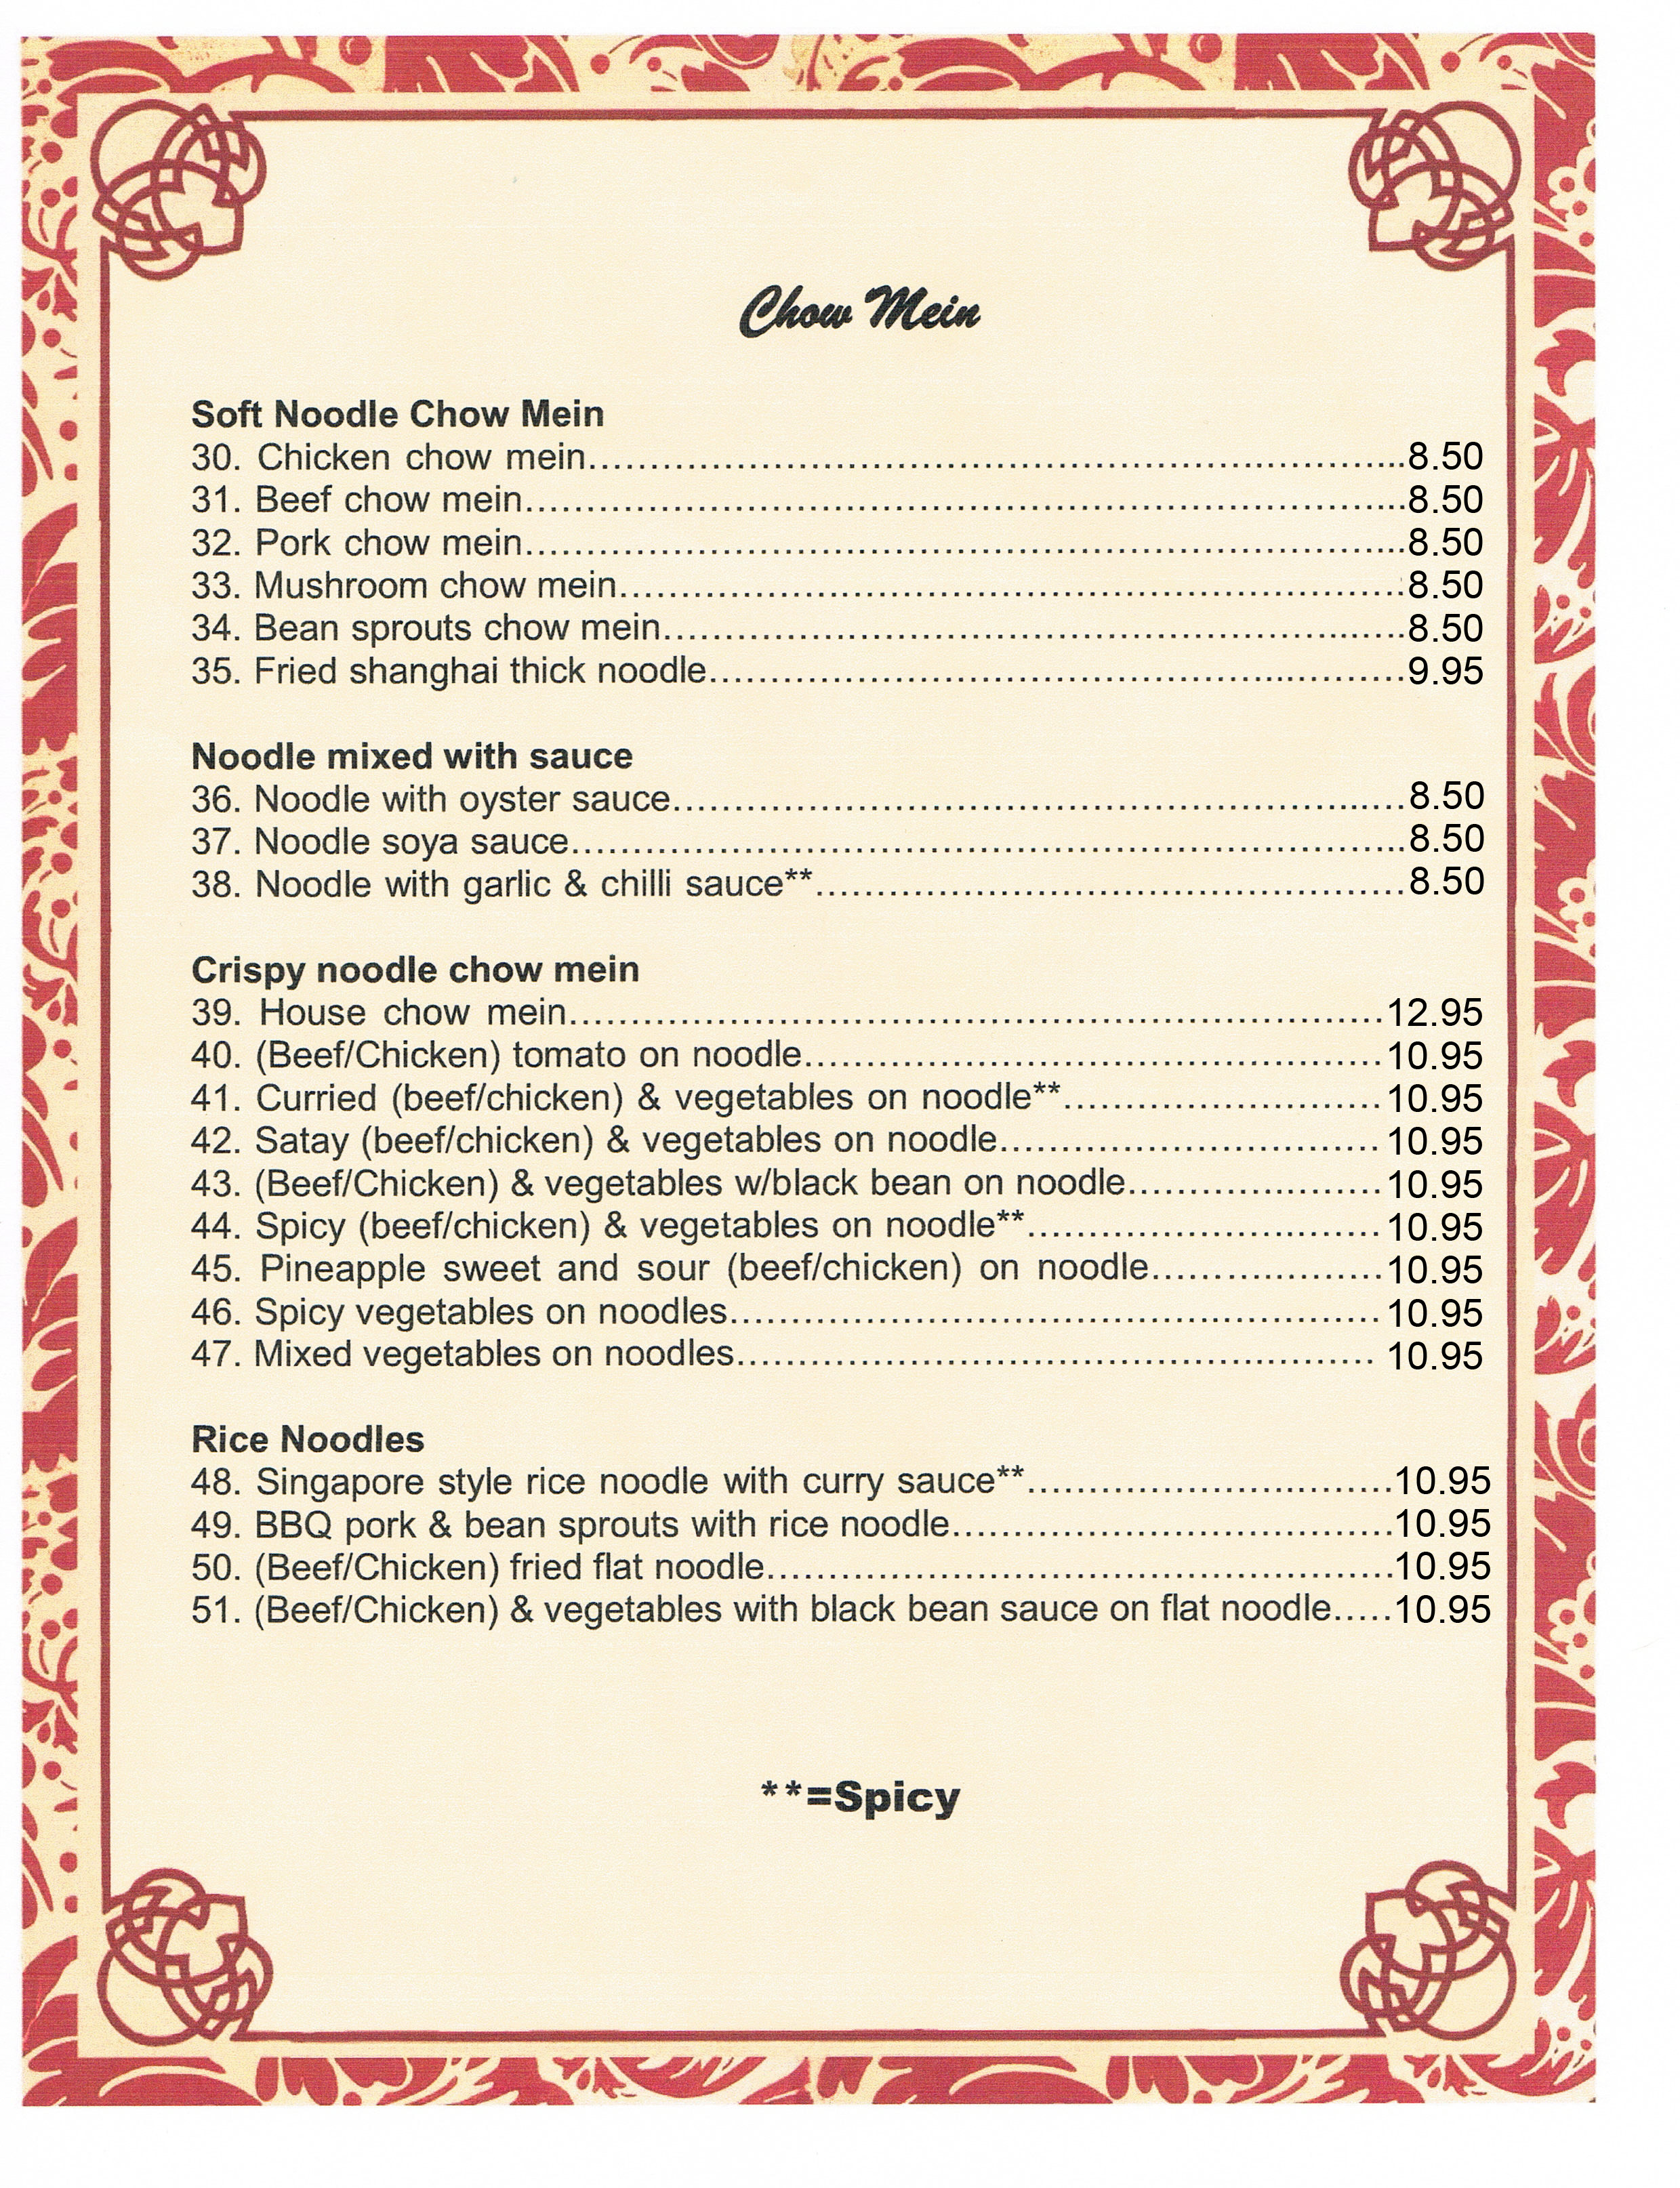 Chow Mein
Soft Noodle Chow Mein
30. Chicken chow mein........................................................................8.50
31. Beef chow mein........................................................................8.50
32. Pork chow mein........................................................................8.50
33. Mushroom chow mein................................................................8.50
34. Bean sprouts chow mein............................................................8.50
35. Fried shanghai thick noodle........................................................9.95
Noodle mixed with sauce
36. Noodle with oyster sauce............................................................8.50
37. Noodle soya sauce....................................................................8.50
38. Noodle with garlic & chilli sauce**................................................8.50
Crispy noodle chow mein
39. House chow mein..................................................................12.95
40. (Beef/Chicken) tomato on noodle...............................................10.95
41. Curried (beef/chicken) & vegetables on noodle**..........................10.95
42. Satay (beef/chicken) & vegetables on noodle...............................10.95
43. (Beef/Chicken) & vegetables w/black bean on noodle.....................10.95
44. Spicy (beef/chicken) & vegetables on noodle**.............................10.95
45. Pineapple sweet and sour (beef/chicken) on noodle...................10.95
46. Spicy vegetables on noodles.....................................................10.95
47. Mixed vegetables on noodles.................................................... 10.95
Rice Noodles
48. Singapore style rice noodle with curry sauce**..............................10.95
49. BBQ pork & bean sprouts with rice noodle....................................10.95
50. (Beef/Chicken) fried flat noodle...................................................10.95
51. (Beef/Chicken) & vegetables with black bean sauce on flat noodle.....10.95
**=Spicy